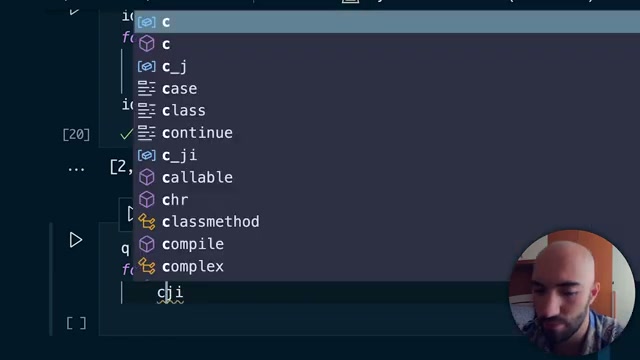 c
c
c_j
case
class
continue
c_ji
callable
chr
classmethod
compile
complex
[20]
[2,
q
cji
[ ]